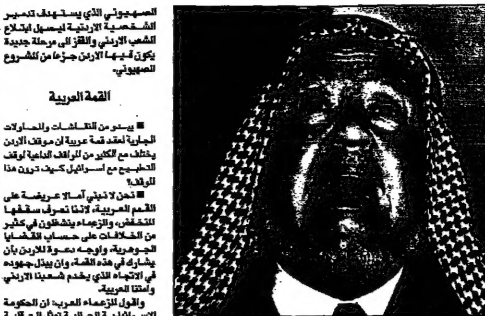 الصهيوني الذي يستهدف تدمير
الشخصية الاردنية ليسهل ابتلاع
الشعب الاردني والقفز الى مرحلة جديدة
يكون فيها الاردن جزءا من المشروع
الصهيوني.
القمة العربية
■ يبدو من النقاشات والمحاولات
الجارية لعقد قمة عربية ان موقف الاردن
يختلف مع الكثير من المواقف الداعية لوقف
التطبيع مع اسرائيل كيف ترون هذا
الموقف؟
■ نحن لا نبني آمالا عريضة على
القمم العربية، لاننا نعرف سقفها
المنخفض، والزعماء ينشغلون في كثير
من الخلافات على حساب القضايا
الجوهرية، واوجه دعوة للاردن بأن
يشارك في هذه القمة، وان يبذل جهوده
في الاتجاه الذي يخدم شعبنا الاردني
وامتنا العربية.
واقول للزعماء العرب: ان الحكومة